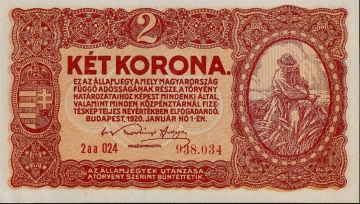 2
KÉT KORONA.
EZ AZ ÁLLAMJEGY A MELY MAGYARORSZÁG
FÜGGŐ ADÓSSÁGÁNAK RÉSZE, A TÖRVÉNY
HATÁROZATAIHOZ KÉPEST MINDENKI ÁLTAL,
VALAMINT MINDEN KÖZPÉNZTÁRNÁL FIZE-
TÉSKÉP TELJES NÉVÉRTÉKBEN ELFOGADANDÓ.
BUDAPEST, 1920. JANUÁR HÓ 1-ÉN.
PÉNZÜGYMINISZTER
2aa 024 938.034
AZ ÁLLAMJEGYEK UTÁNZÁSA
A TÖRVÉNY SZERINT BÜNTETTETIK.